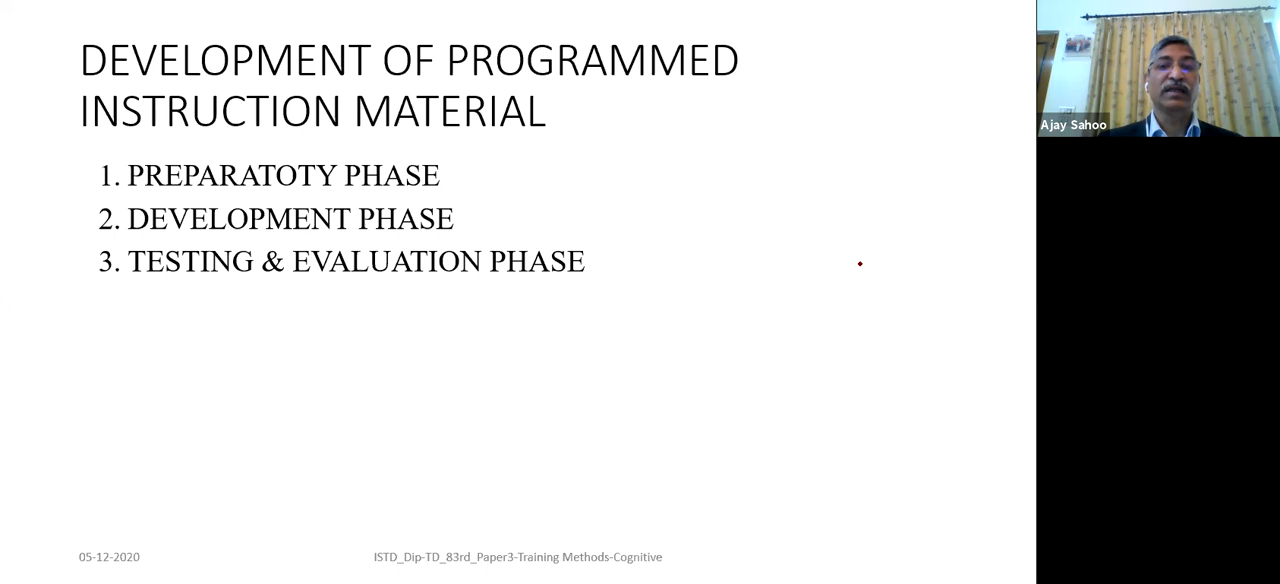 DEVELOPMENT OF PROGRAMMED
INSTRUCTION MATERIAL
1. PREPARATOTY PHASE
2. DEVELOPMENT PHASE
3. TESTING & EVALUATION PHASE
Ajay Sahoo
05-12-2020
ISTD_Dip-TD_83rd_Paper3-Training Methods-Cognitive